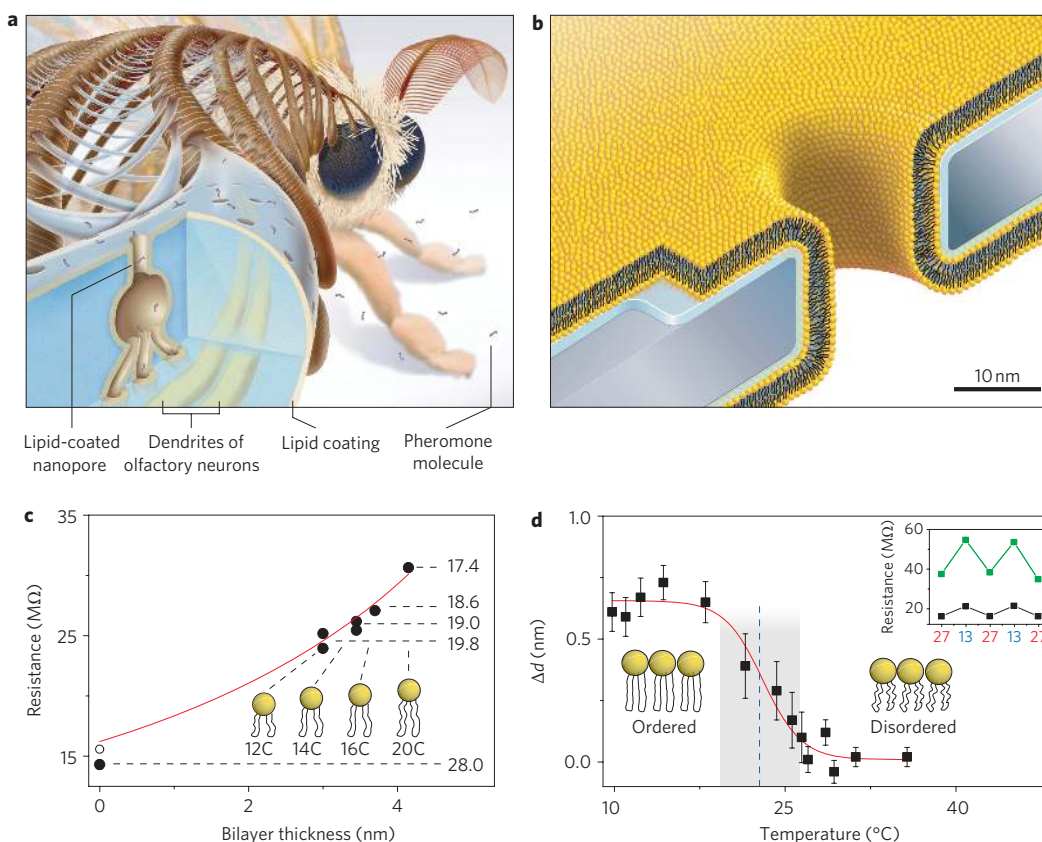 a
b
10 nm
Lipid-coated
nanopore
Dendrites of
olfactory neurons
Lipid coating
Pheromone
molecule
c
35
25
15
Resistance (MΩ)
17.4
18.6
19.0
19.8
12C 14C 16C 20C
28.0
0 2 4
Bilayer thickness (nm)
d
1.0
0.5
0.0
Δd (nm)
Resistance (MΩ)
60
40
20
27 13 27 13 27
Ordered
Disordered
10 25 40
Temperature (°C)